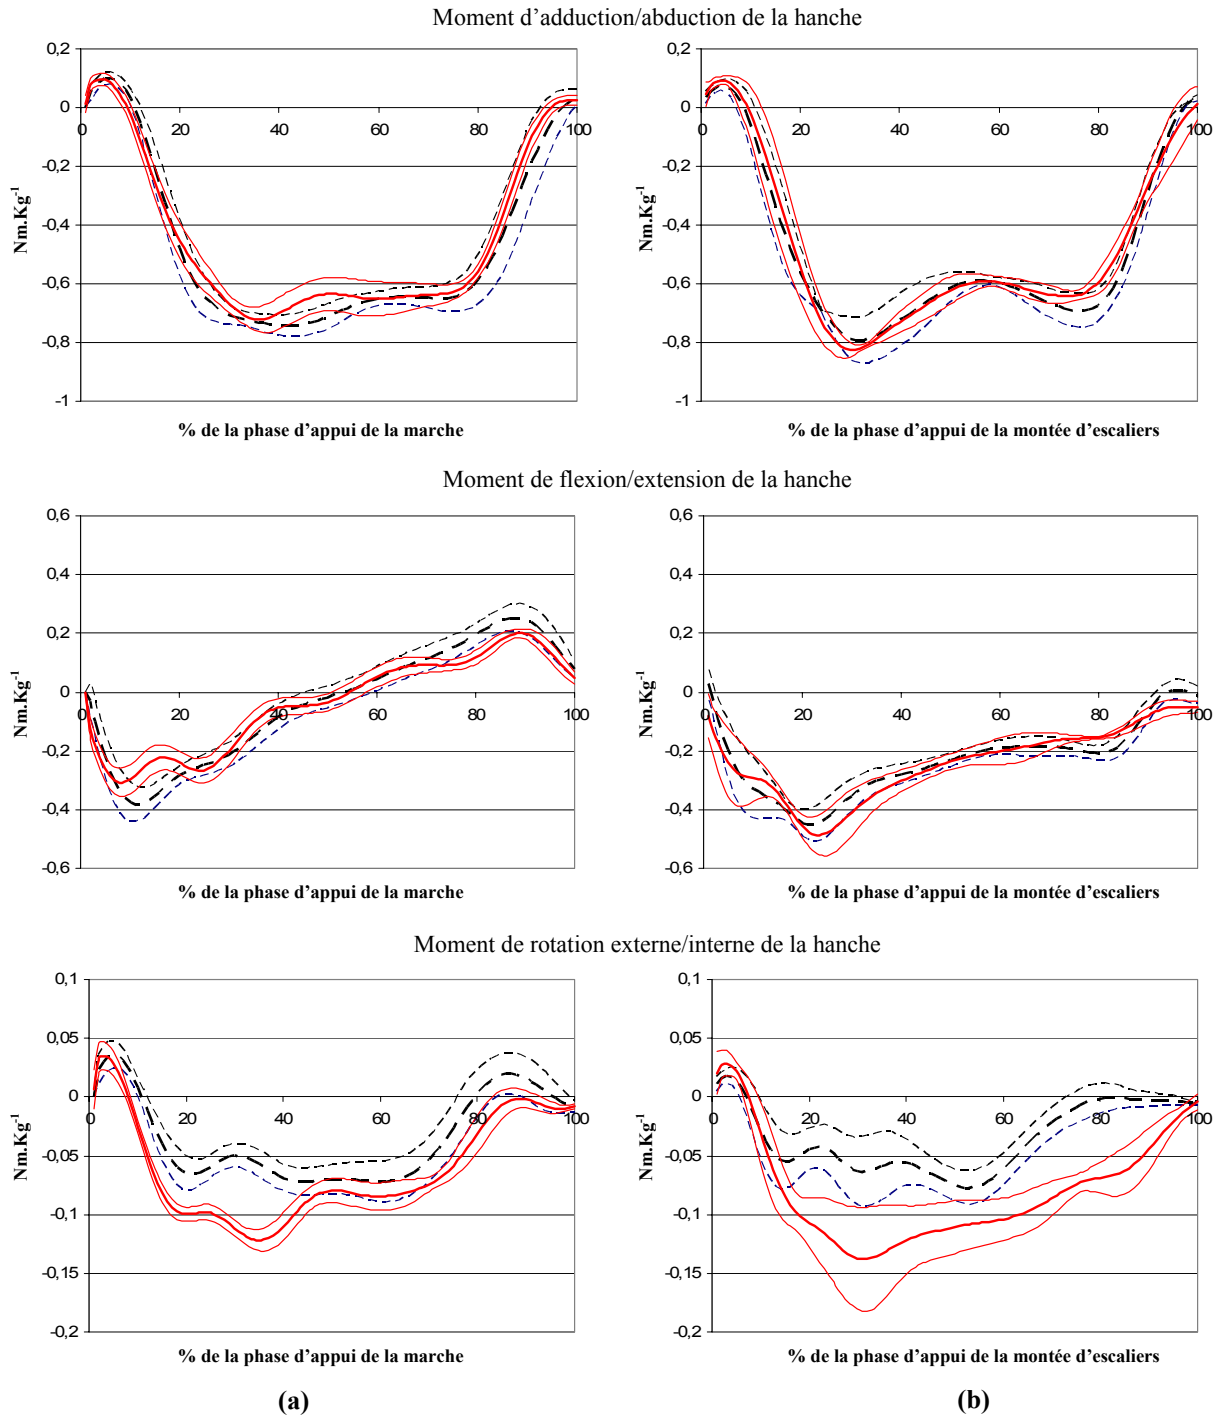 Moment d'adduction/abduction de la hanche
0,2
0
-0,2
-0,4
-0,6
-0,8
-1
0 20 40 60 80 100
Nm.Kg-1
% de la phase d'appui de la marche
0,2
0
-0,2
-0,4
-0,6
-0,8
-1
0 20 40 60 80 100
Nm.Kg-1
% de la phase d'appui de la montée d'escaliers
Moment de flexion/extension de la hanche
0,6
0,4
0,2
0
-0,2
-0,4
-0,6
0 20 40 60 80 100
Nm.Kg-1
% de la phase d'appui de la marche
0,6
0,4
0,2
0
-0,2
-0,4
-0,6
0 20 40 60 80 100
Nm.Kg-1
% de la phase d'appui de la montée d'escaliers
Moment de rotation externe/interne de la hanche
0,1
0,05
0
-0,05
-0,1
-0,15
-0,2
0 20 40 60 80 100
Nm.Kg-1
% de la phase d'appui de la marche
0,1
0,05
0
-0,05
-0,1
-0,15
-0,2
0 20 40 60 80 100
Nm.Kg-1
% de la phase d'appui de la montée d'escaliers
(a)
(b)